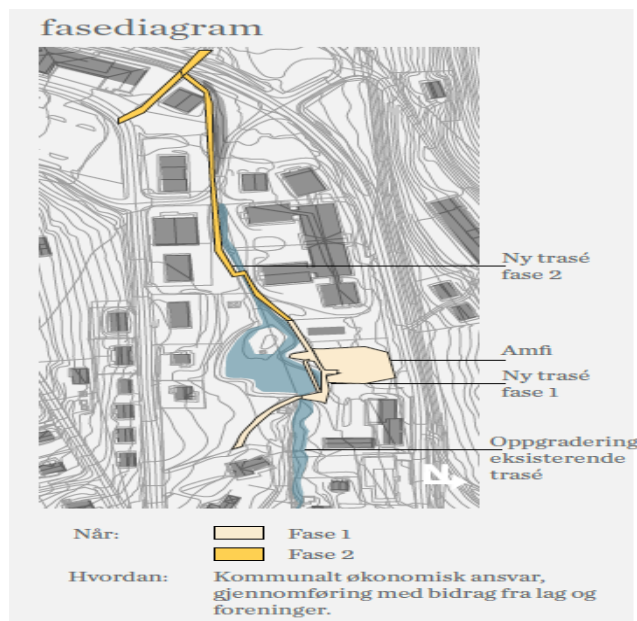 fasediagram
Ny trasé
fase 2
Amfi
Ny trasé
fase 1
Oppgradering
eksisterende
trasé
N
Når:
Fase 1
Fase 2
Hvordan:
Kommunalt økonomisk ansvar,
gjennomføring med bidrag fra lag og
foreninger.